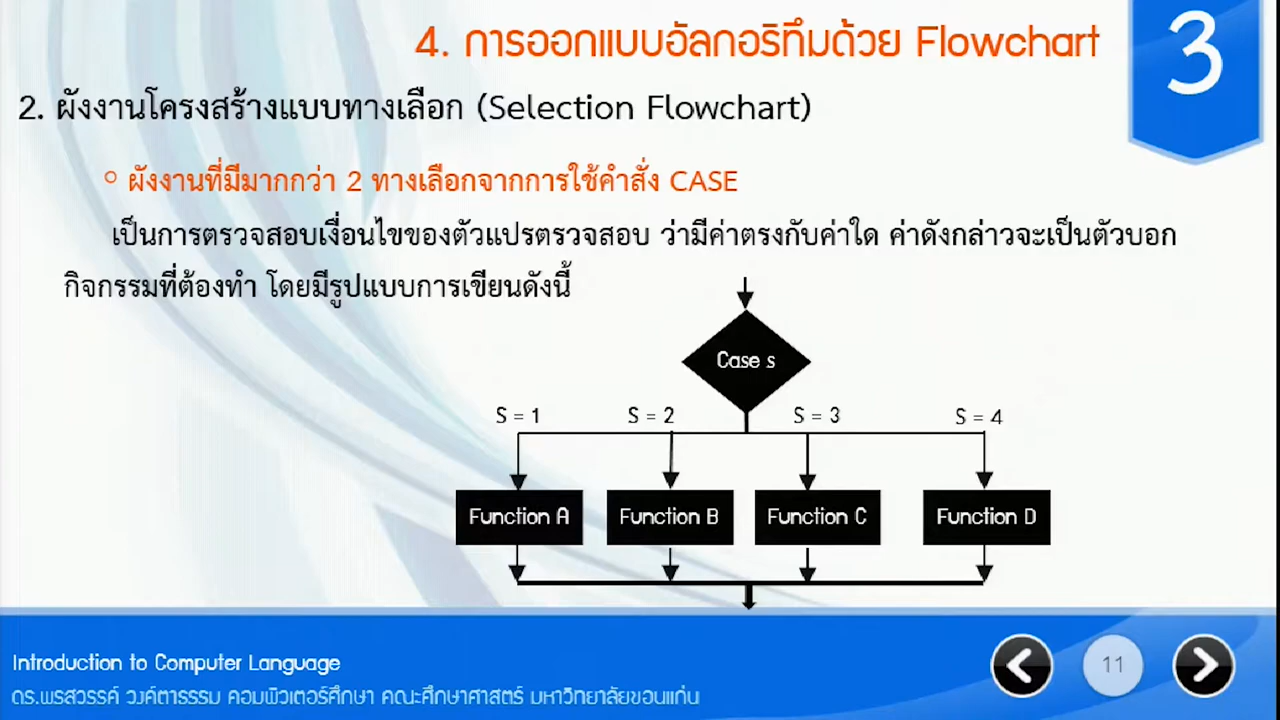 4. การออกแบบอัลกอริทึมด้วย Flowchart
3
2. ผังงานโครงสร้างแบบทางเลือก (Selection Flowchart)
ผังงานที่มีมากกว่า 2 ทางเลือกจากการใช้คำสั่ง CASE
เป็นการตรวจสอบเงื่อนไขของตัวแปรตรวจสอบ ว่ามีค่าตรงกับค่าใด ค่าดังกล่าวจะเป็นตัวบอก
กิจกรรมที่ต้องทำ โดยมีรูปแบบการเขียนดังนี้
Case s
S = 1 S = 2 S = 3 S = 4
Function A Function B Function C Function D
Introduction to Computer Language
11
ดร.พรสวรรค์ วงค์ตาธรรม คอมพิวเตอร์ศึกษา คณะศึกษาศาสตร์ มหาวิทยาลัยขอนแก่น